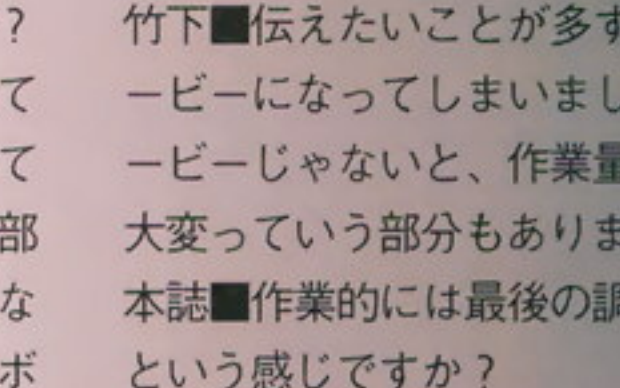 ？
て
て
部
な
ボ
竹下■伝えたいことが多す
ービーになってしまいまし
ービーじゃないと、作業量
大変っていう部分もありま
本誌■作業的には最後の調
という感じですか？